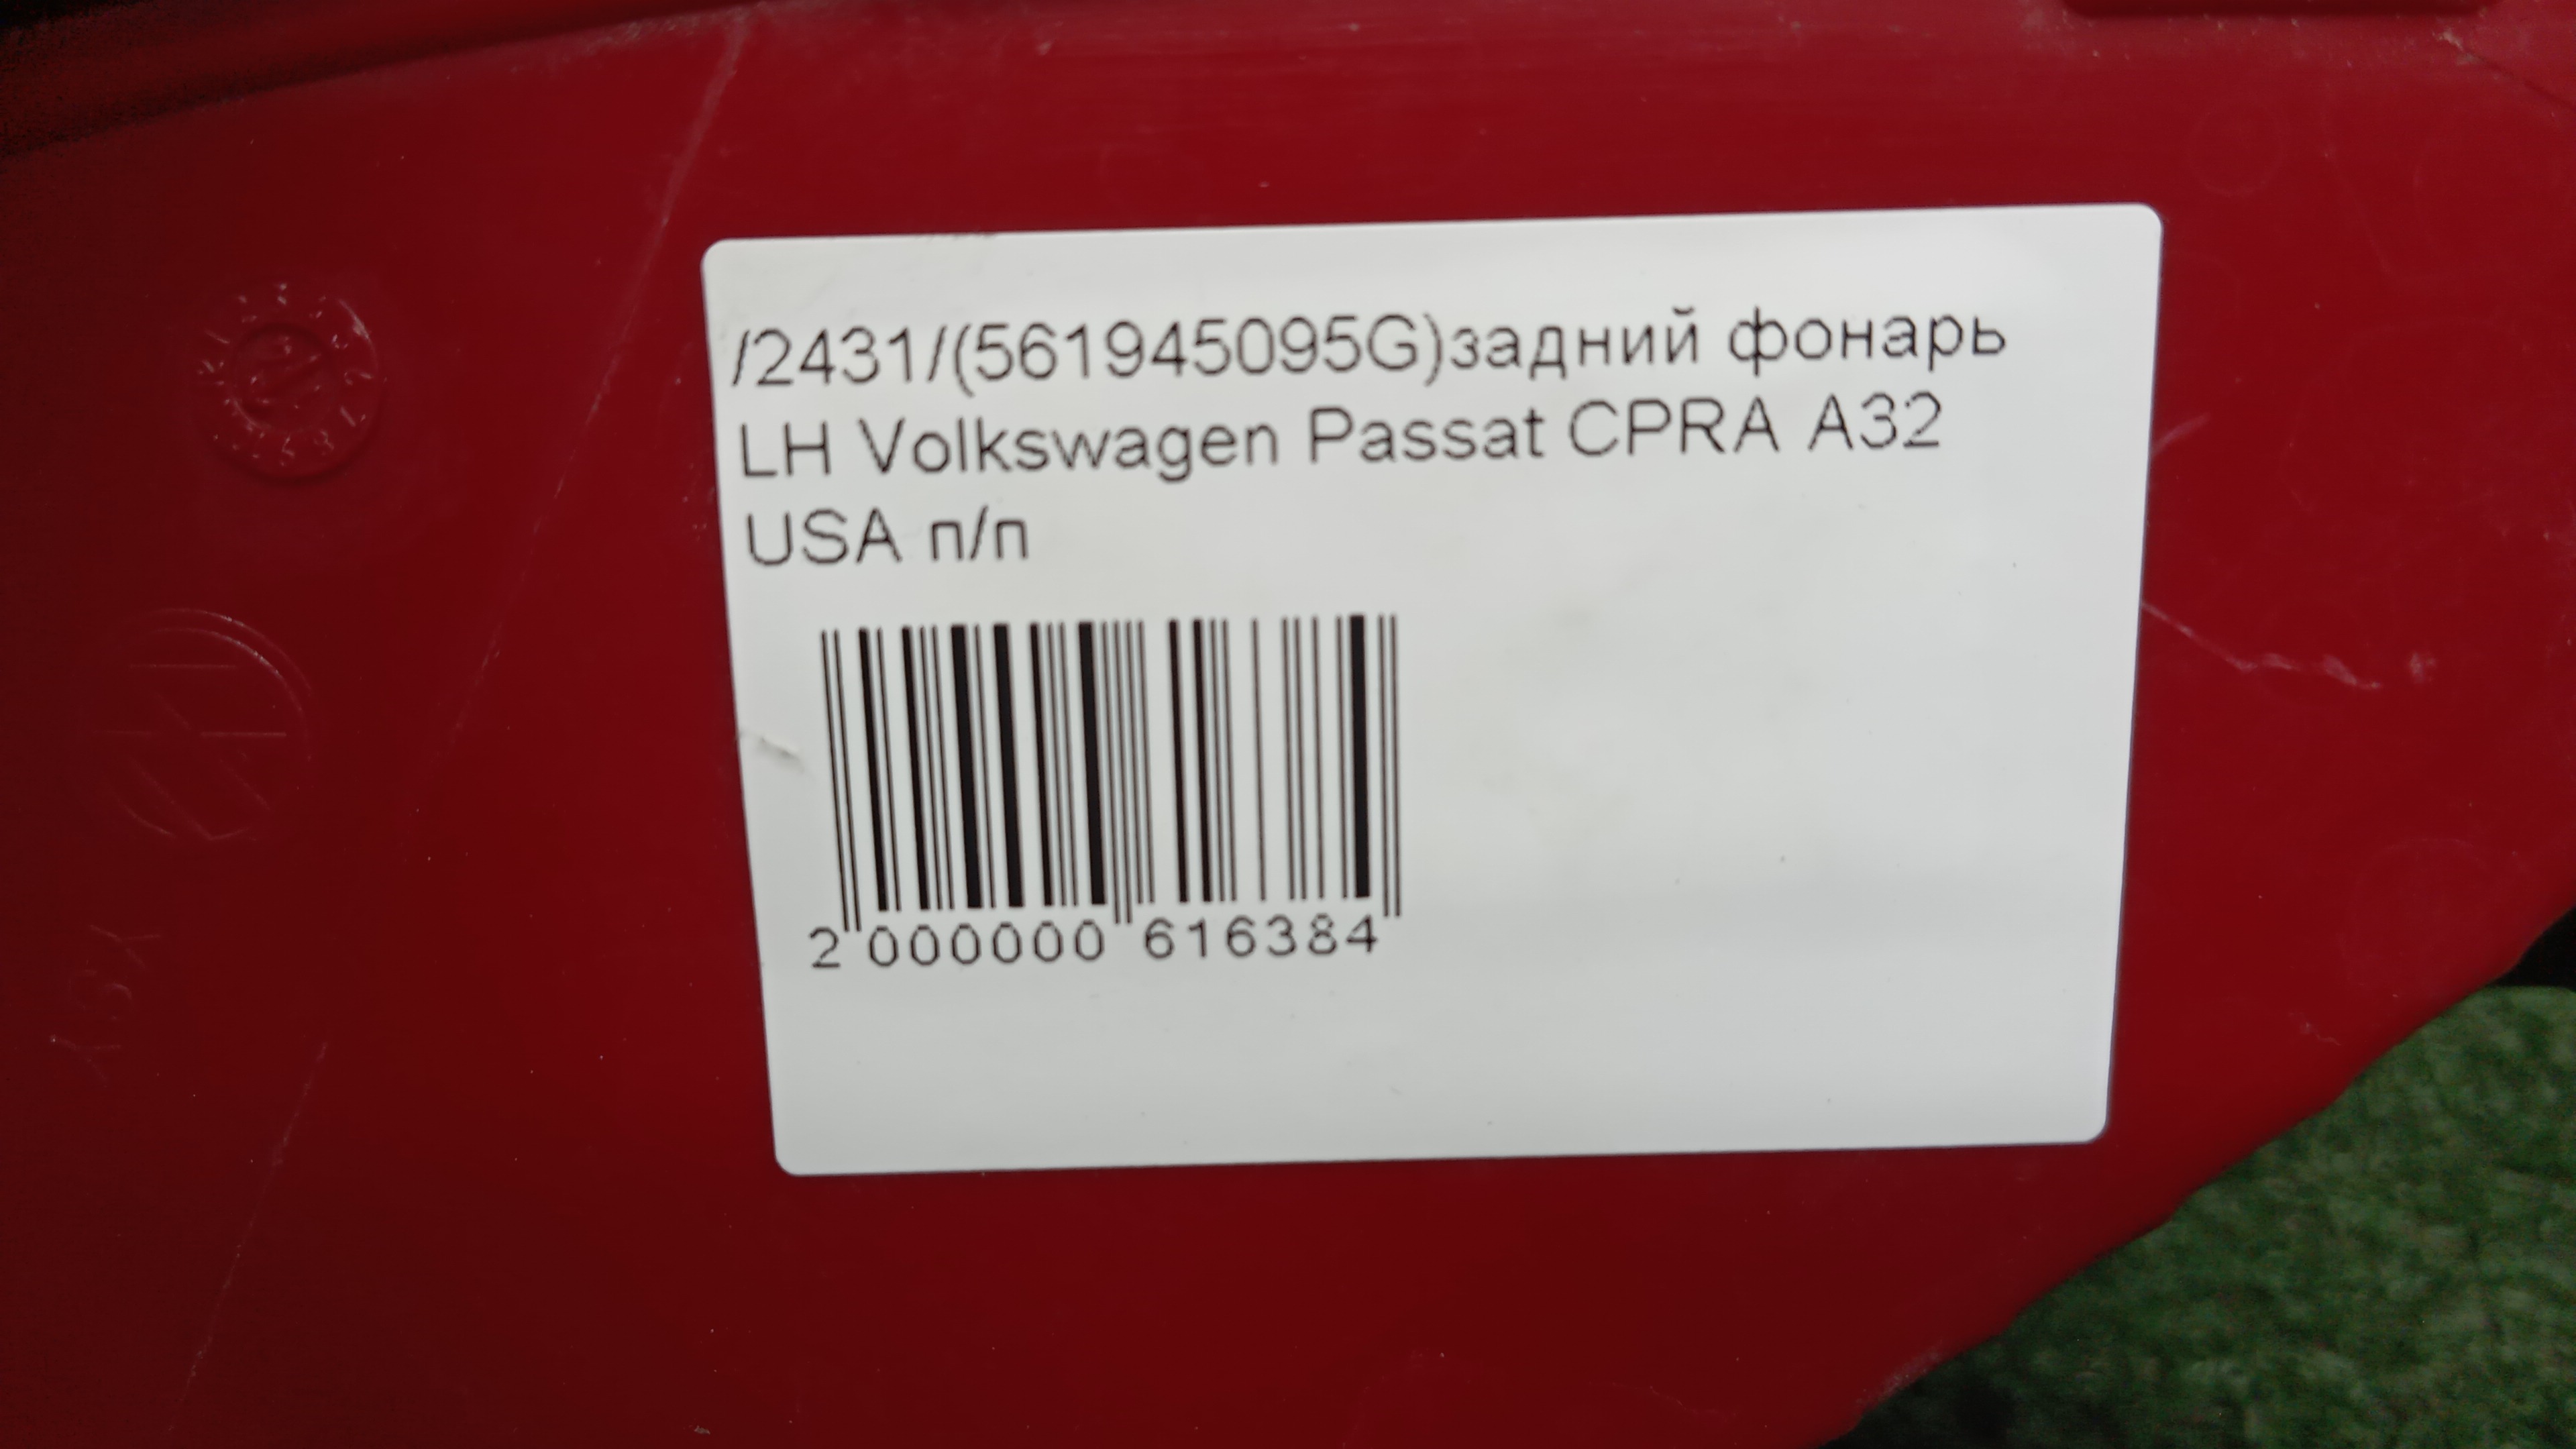 /2431/(561945095G)задний фонарь
LH Volkswagen Passat CPRA A32
USA п/п
2 000000 616384